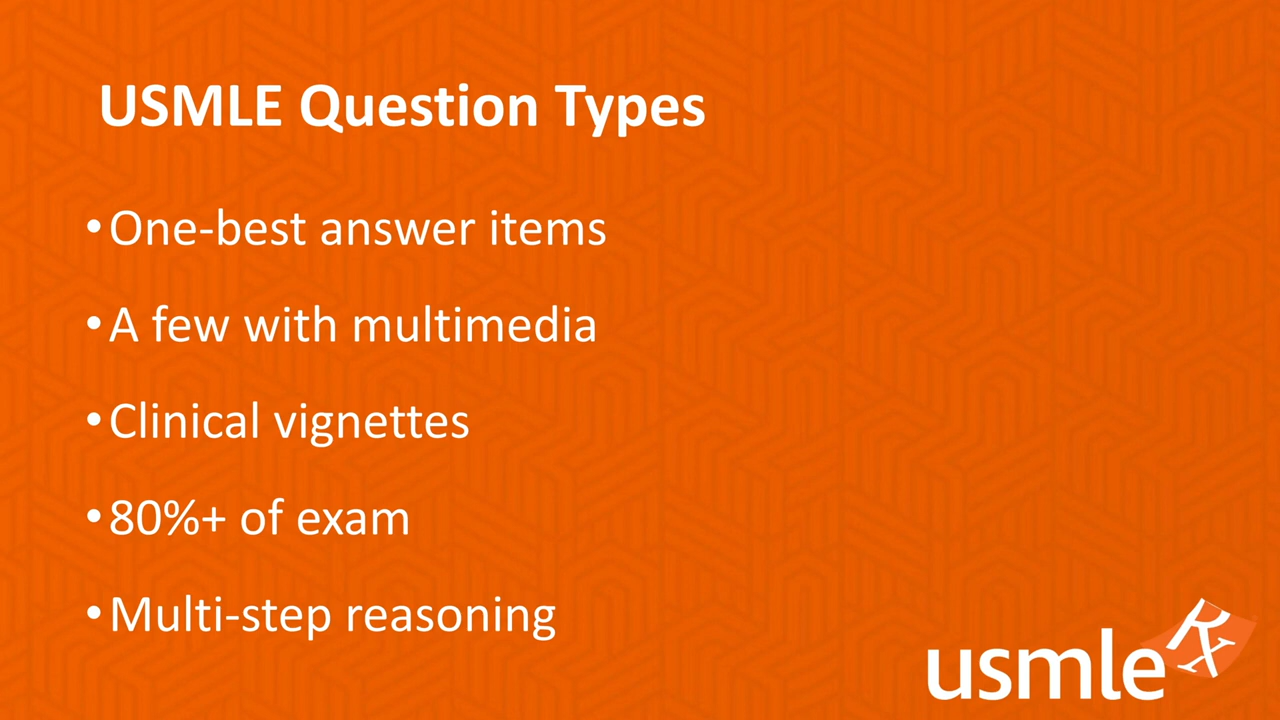 USMLE Question Types
•One-best answer items
•A few with multimedia
•Clinical vignettes
•80%+ of exam
•Multi-step reasoning
usmle Rx